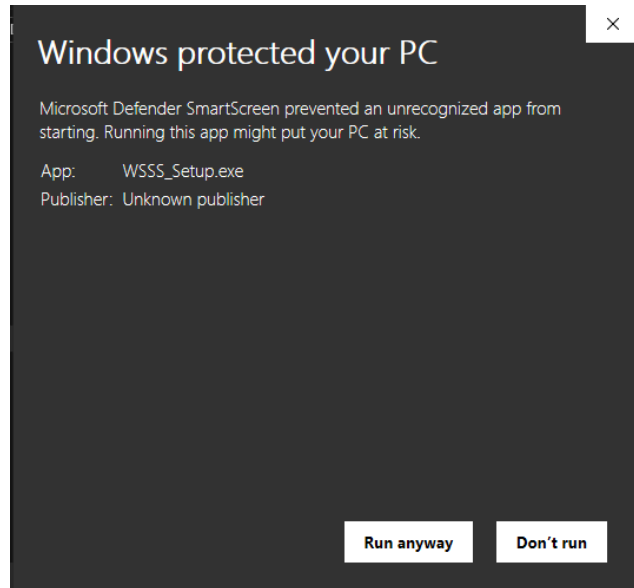 Windows protected your PC
Microsoft Defender SmartScreen prevented an unrecognized app from
starting. Running this app might put your PC at risk.
App: WSSS_Setup.exe
Publisher: Unknown publisher
Run anyway Don't run